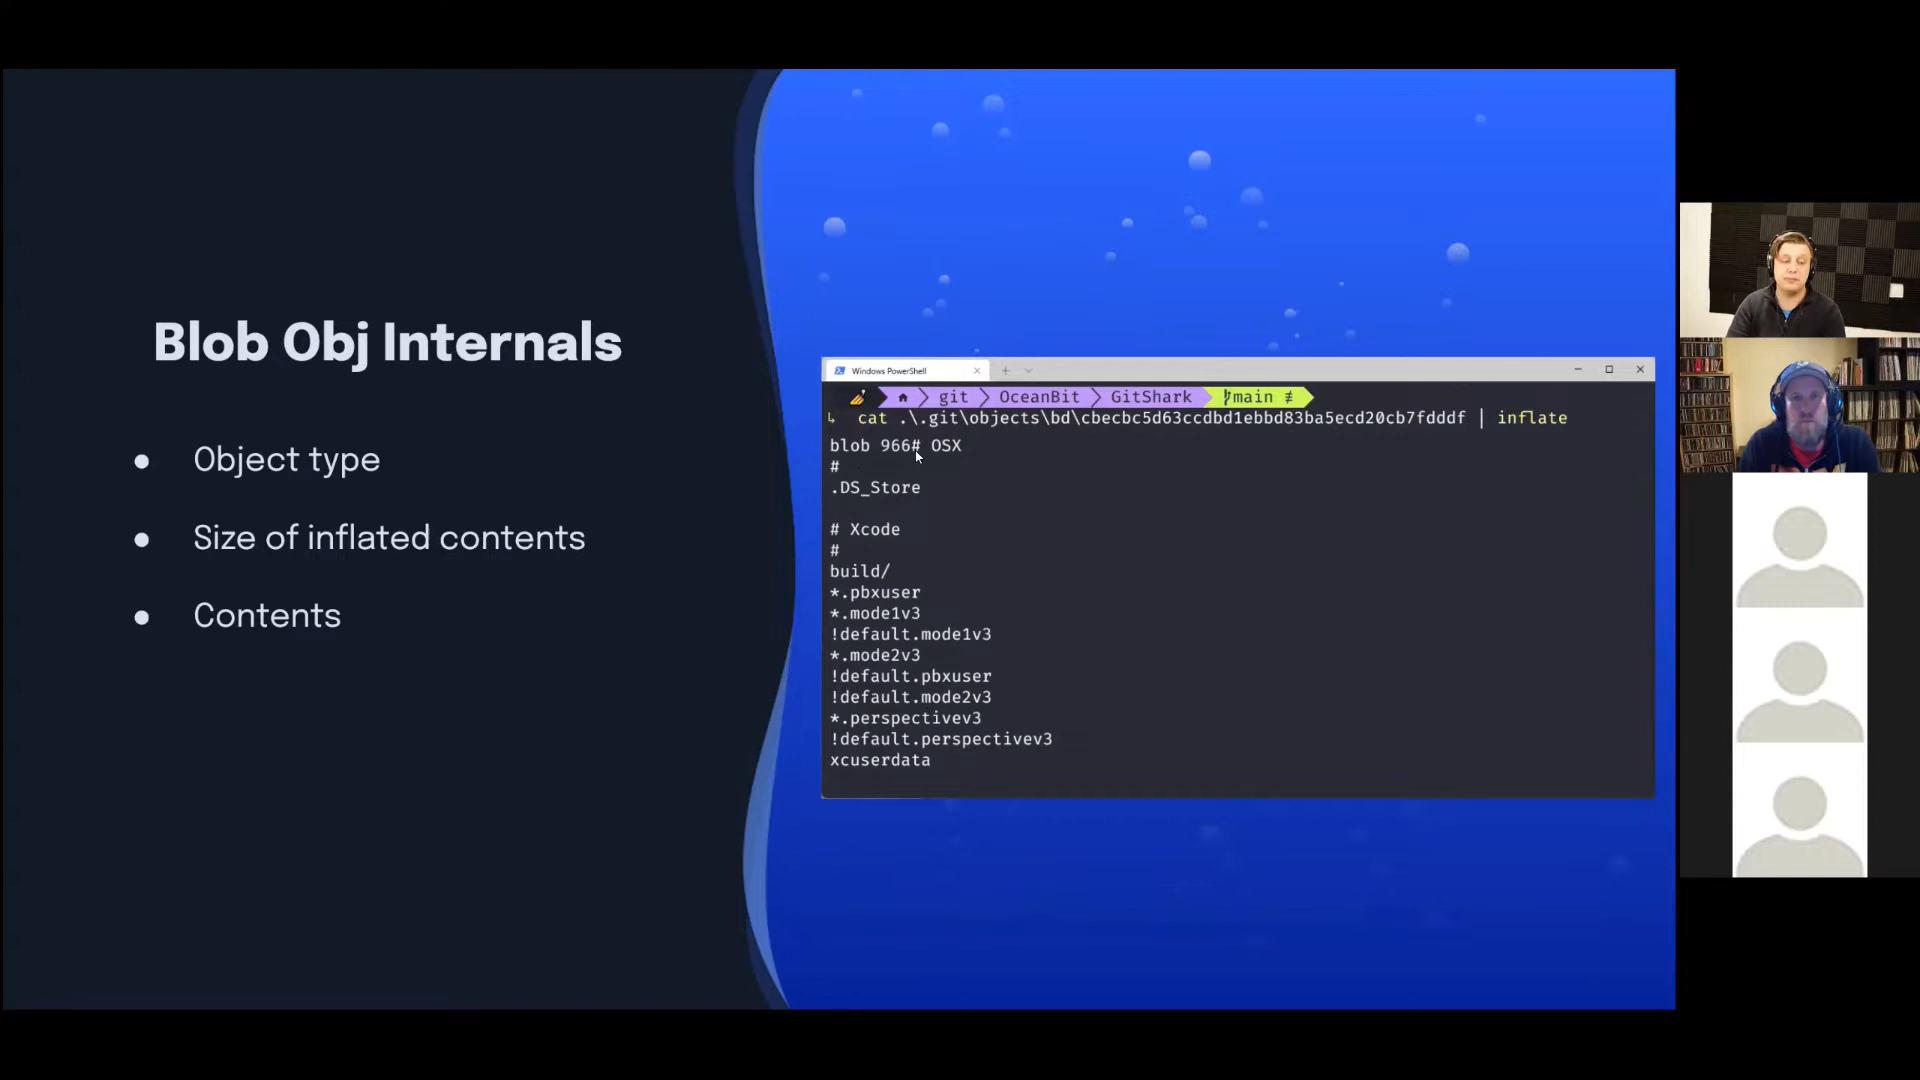 Blob Obj Internals
● Object type
● Size of inflated contents
● Contents
Windows PowerShell
git OceanBit GitShark main ≢
cat .\.git\objects\bd\cbecbc5d63ccdbd1ebbd83ba5ecd20cb7fdddf | inflate
blob 966# OSX
#
.DS_Store
# Xcode
#
build/
*.pbxuser
*.mode1v3
!default.mode1v3
*.mode2v3
!default.pbxuser
!default.mode2v3
*.perspectivev3
!default.perspectivev3
xcuserdata